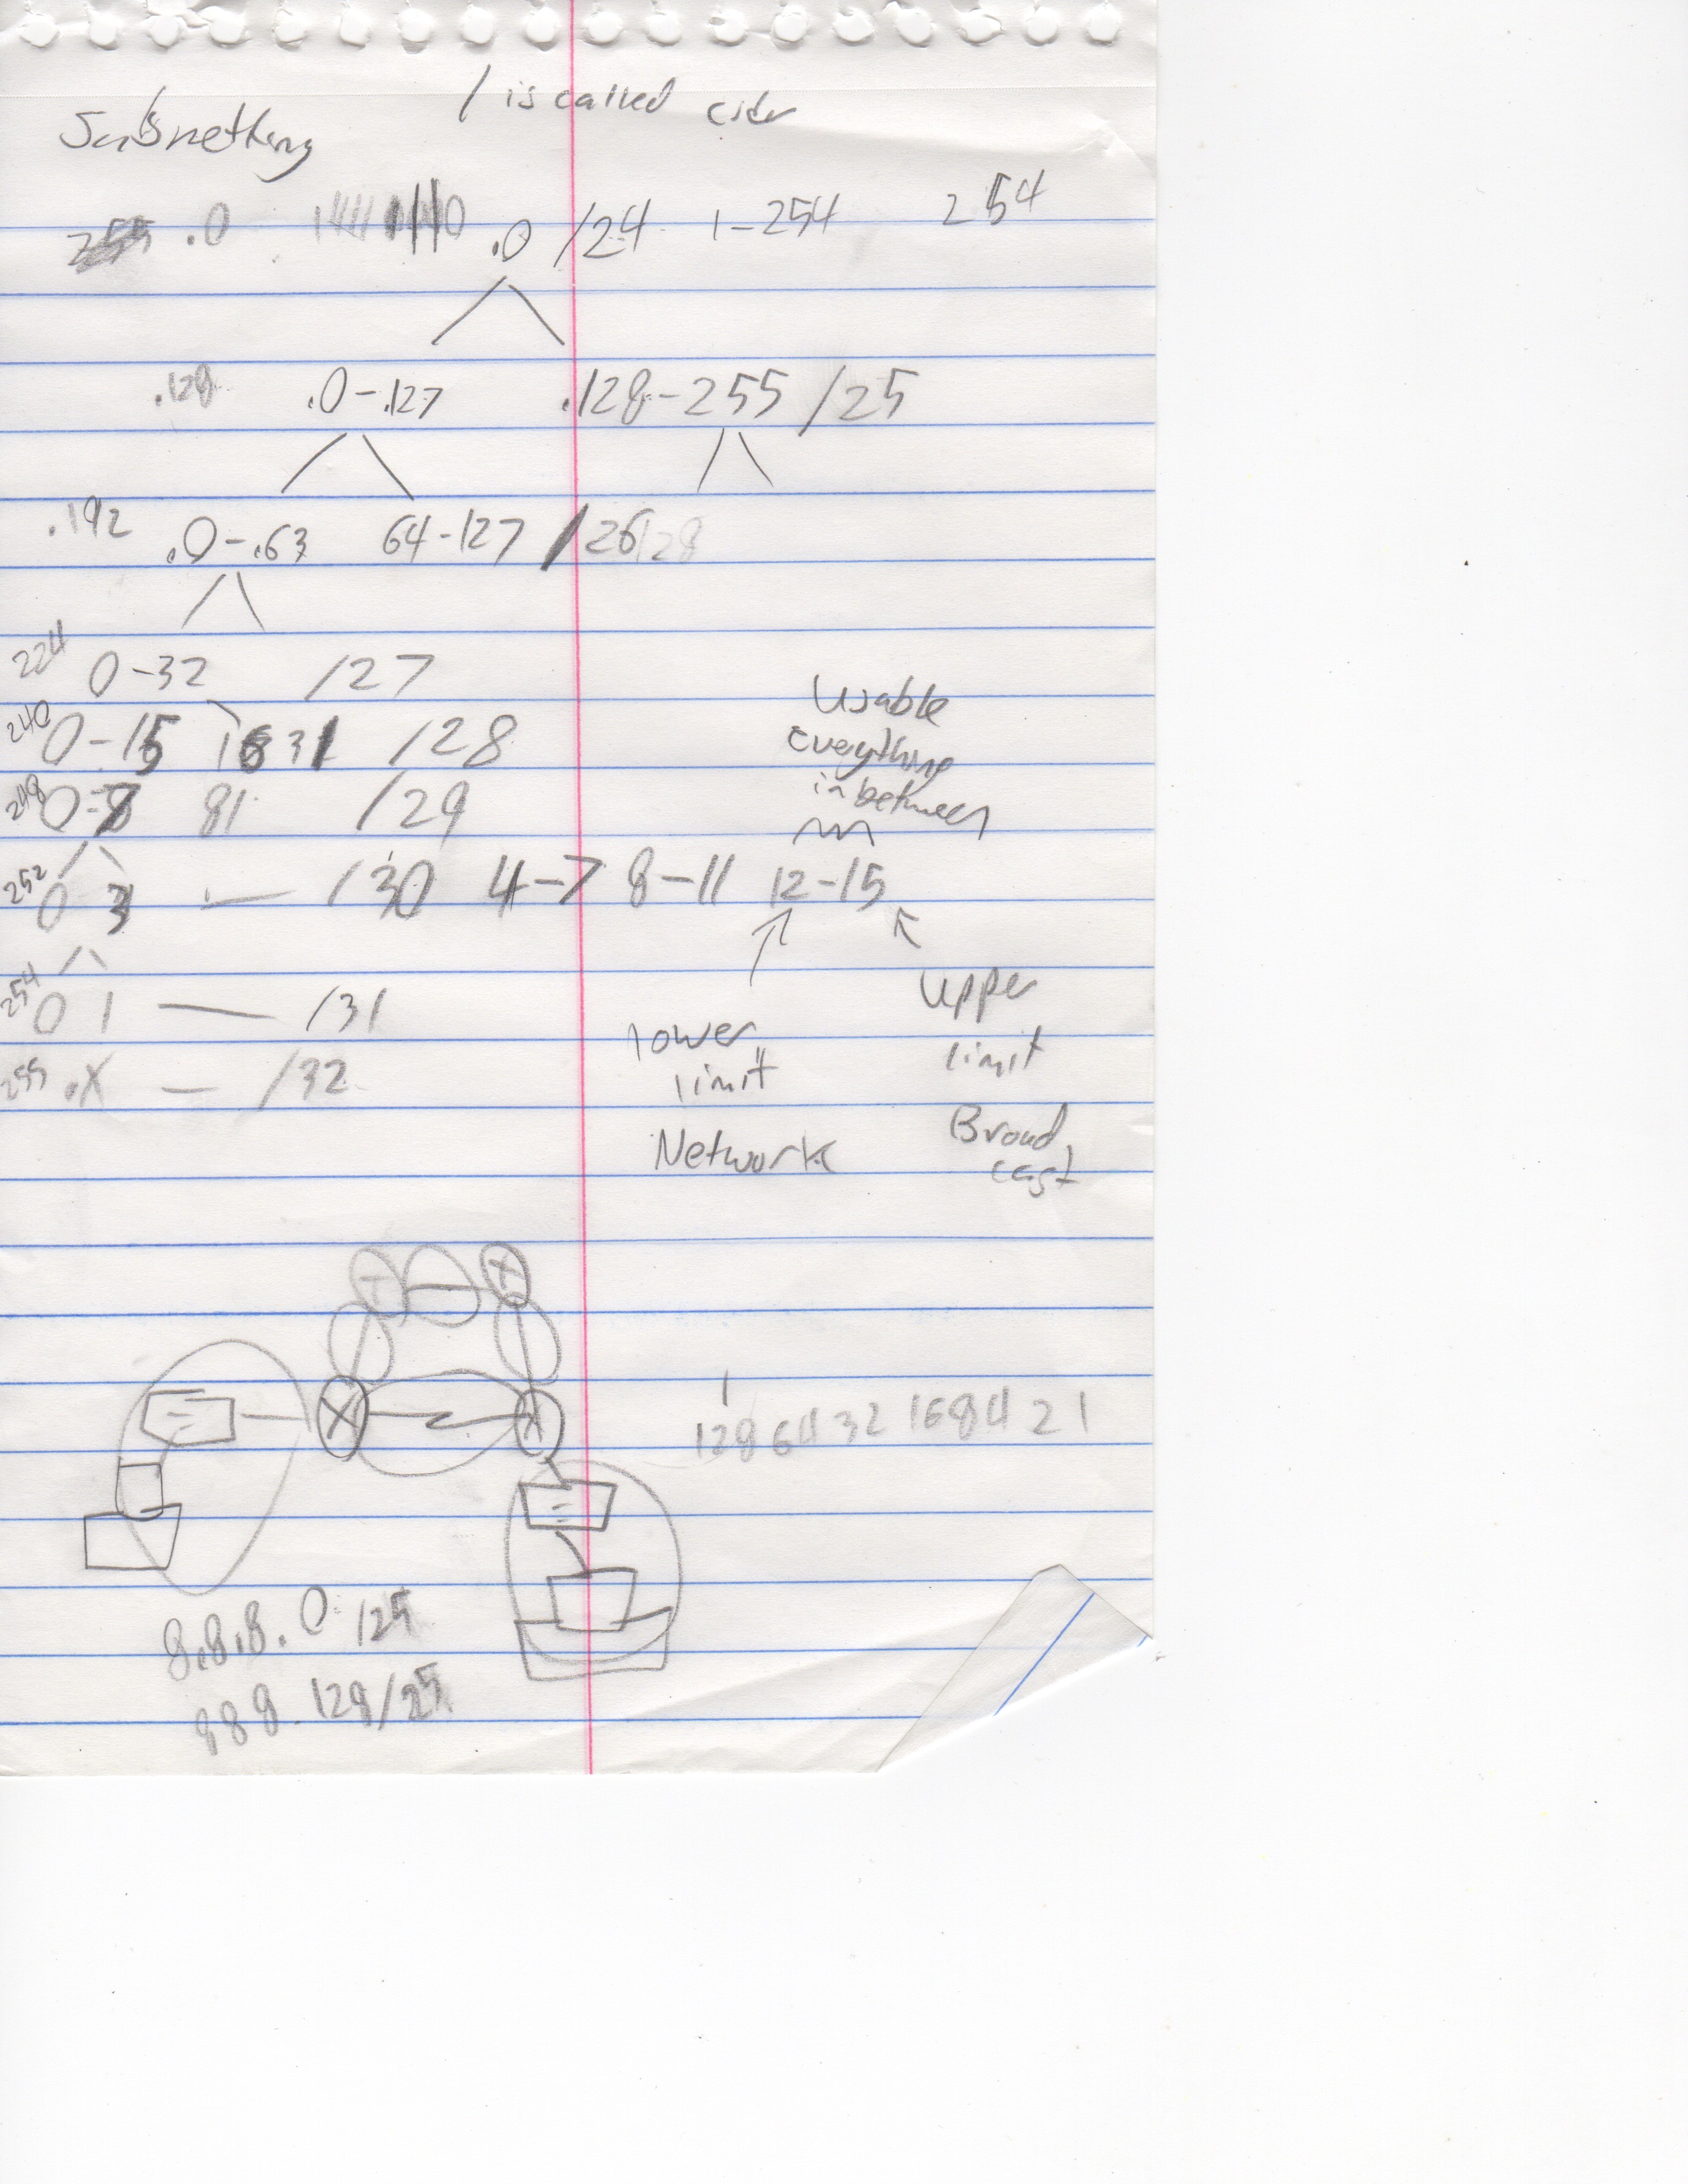 / is called cidr
Subnetting
255 .0 .0 /24 1-254 254
.128 .0-.127 .128-255 /25
.192 .0-.63 64-127 /26 /28
224 0-32 /27
240 0-15 16 31 /28
248 0-7 81 /29
252 0 3 — /30 4-7 8-11 12-15
254 0 1 — /31
255 .X — /32
Usable
everything
in between
lower
limit
Network
Upper
limit
Broad
cast
1
128 64 32 16 8 4 2 1
8.8.8.0 /25
8 8 8 . 128/25